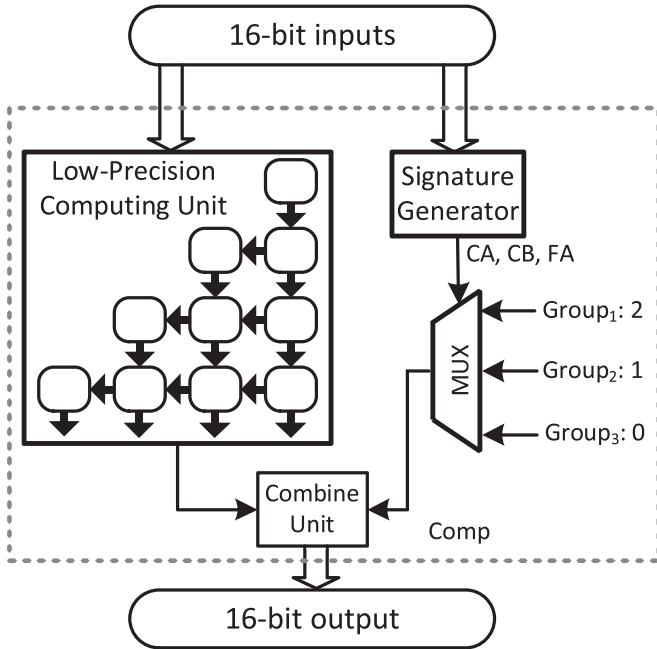 16-bit inputs
Low-Precision
Computing Unit
Signature
Generator
CA, CB, FA
MUX
Group₁: 2
Group₂: 1
Group₃: 0
Combine
Unit
Comp
16-bit output